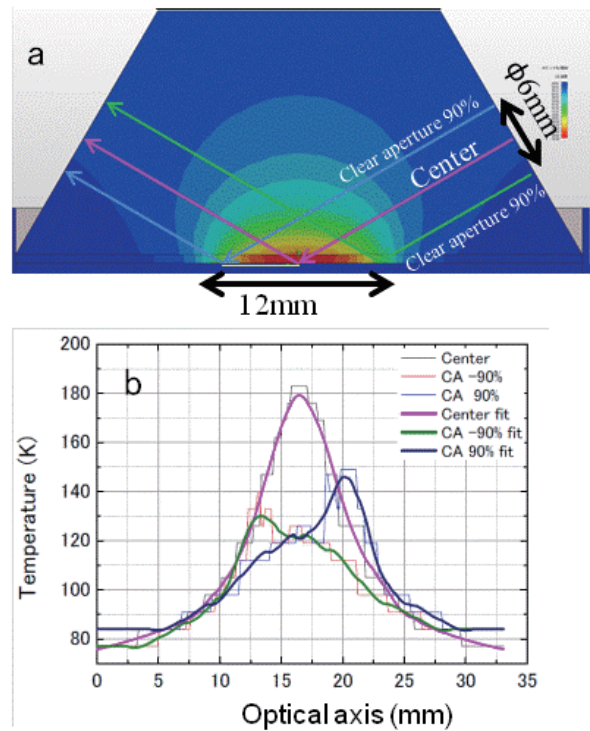 a
ϕ6mm
Clear aperture 90%
Center
Clear aperture 90%
12mm
b
200
180
160
140
120
100
80
Temperature (K)
Center
CA -90%
CA 90%
Center fit
CA -90% fit
CA 90% fit
0 5 10 15 20 25 30 35
Optical axis (mm)